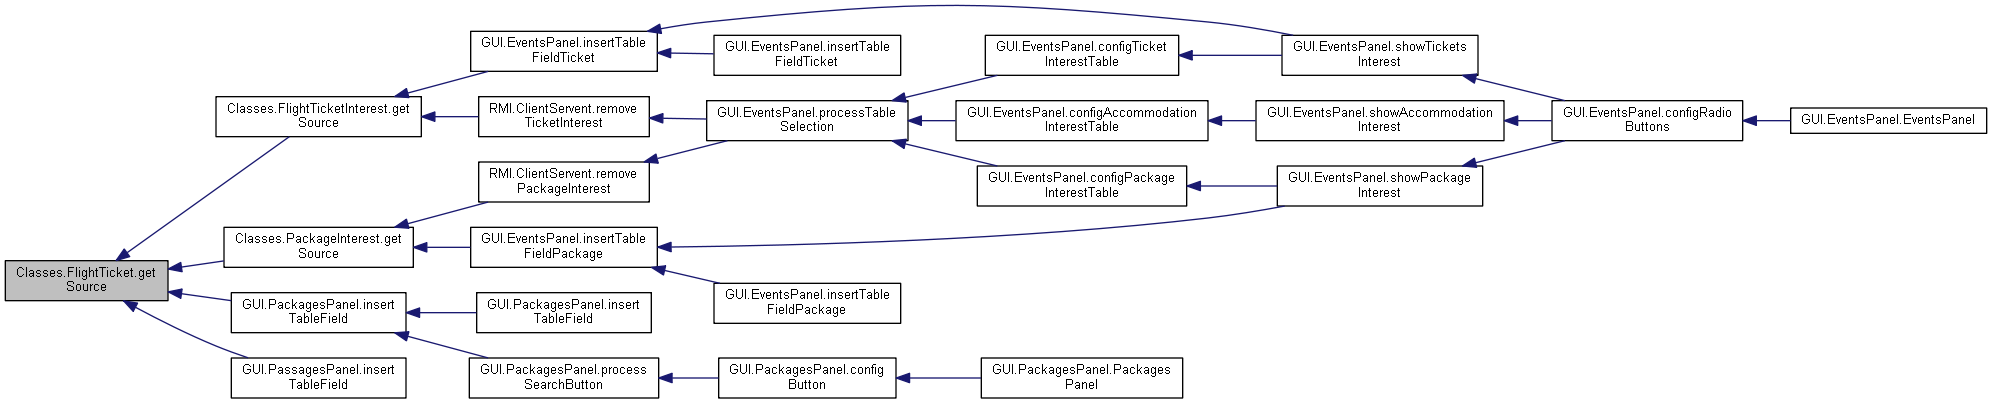 GUI.EventsPanel.insertTable
FieldTicket
GUI.EventsPanel.insertTable
FieldTicket
GUI.EventsPanel.configTicket
InterestTable
GUI.EventsPanel.showTickets
Interest
Classes.FlightTicketInterest.get
Source
RMI.ClientServent.remove
TicketInterest
GUI.EventsPanel.processTable
Selection
GUI.EventsPanel.configAccommodation
InterestTable
GUI.EventsPanel.showAccommodation
Interest
GUI.EventsPanel.configRadio
Buttons
GUI.EventsPanel.EventsPanel
RMI.ClientServent.remove
PackageInterest
GUI.EventsPanel.configPackage
InterestTable
GUI.EventsPanel.showPackage
Interest
Classes.PackageInterest.get
Source
GUI.EventsPanel.insertTable
FieldPackage
Classes.FlightTicket.get
Source
GUI.EventsPanel.insertTable
FieldPackage
GUI.PackagesPanel.insert
TableField
GUI.PackagesPanel.insert
TableField
GUI.PassagesPanel.insert
TableField
GUI.PackagesPanel.process
SearchButton
GUI.PackagesPanel.config
Button
GUI.PackagesPanel.Packages
Panel